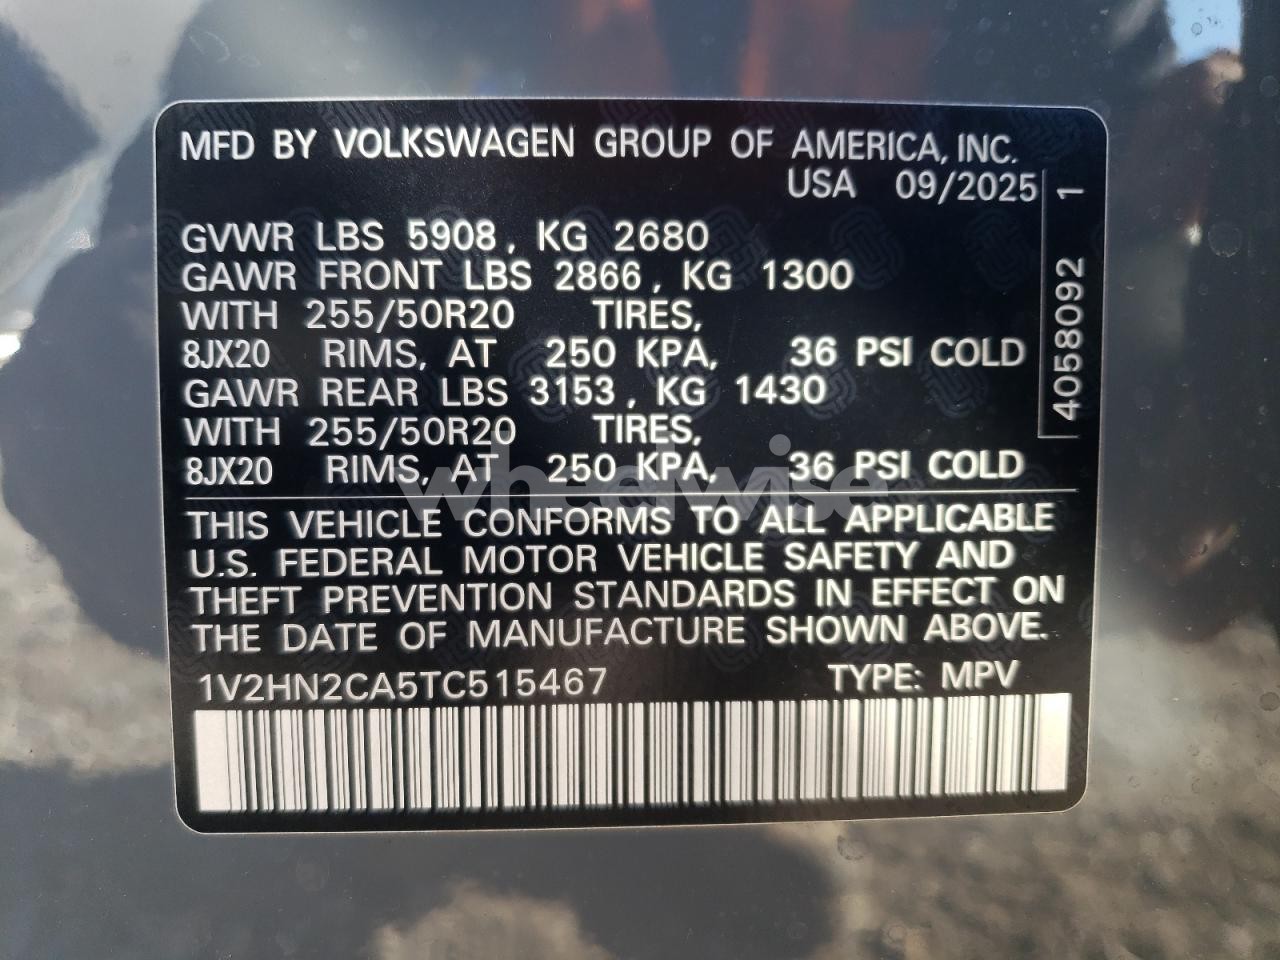 MFD BY VOLKSWAGEN GROUP OF AMERICA, INC.
USA 09/2025
GVWR LBS 5908, KG 2680
GAWR FRONT LBS 2866, KG 1300
WITH 255/50R20 TIRES,
8JX20 RIMS, AT 250 KPA, 36 PSI COLD
GAWR REAR LBS 3153, KG 1430
WITH 255/50R20 TIRES,
8JX20 RIMS, AT 250 KPA, 36 PSI COLD
4058092 1
THIS VEHICLE CONFORMS TO ALL APPLICABLE
U.S. FEDERAL MOTOR VEHICLE SAFETY AND
THEFT PREVENTION STANDARDS IN EFFECT ON
THE DATE OF MANUFACTURE SHOWN ABOVE.
1V2HN2CA5TC515467 TYPE: MPV
wheelwise